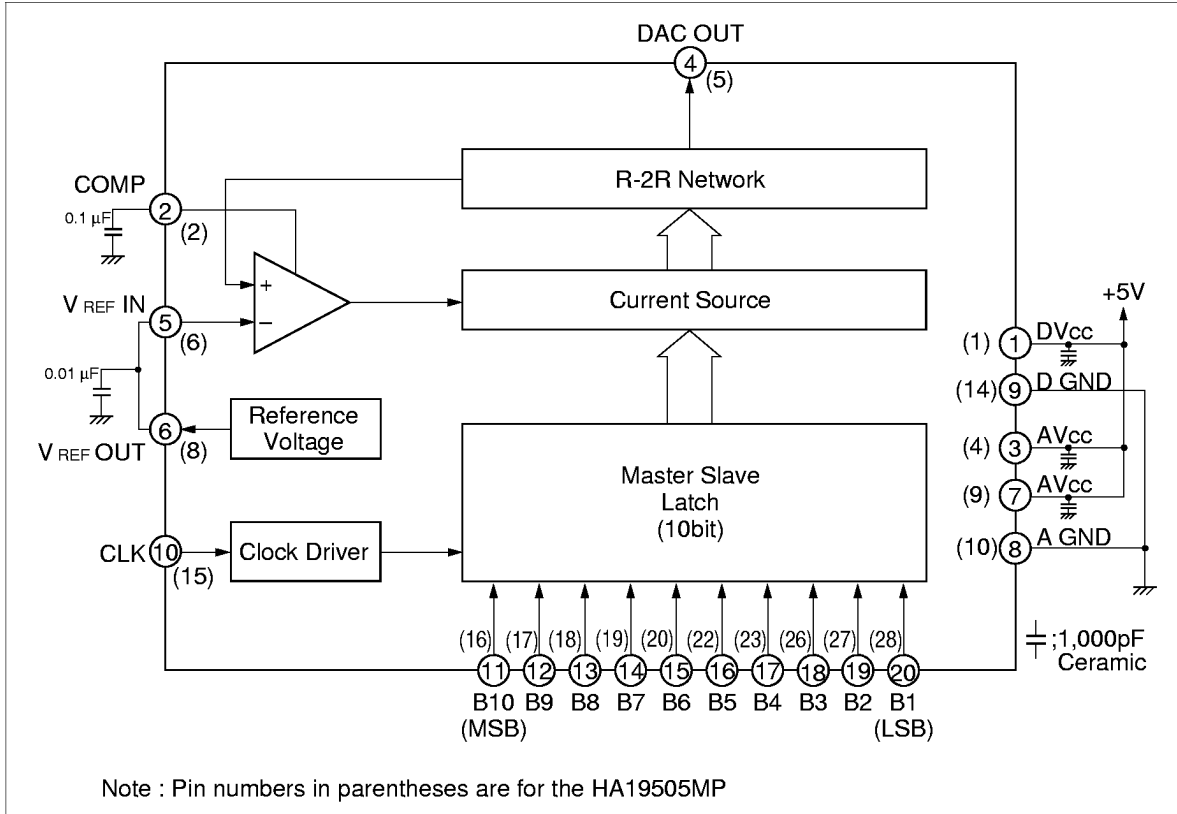 DAC OUT
4
(5)
R-2R Network
COMP
2
(2)
0.1 µF
+
−
Current Source
V REF IN
5
(6)
0.01 µF
Reference
Voltage
6
(8)
V REF OUT
Master Slave
Latch
(10bit)
CLK
10
(15)
Clock Driver
+5V
(1) 1 DVcc
(14) 9 D GND
(4) 3 AVcc
(9) 7 AVcc
(10) 8 A GND
;1,000pF
Ceramic
(16) (17) (18) (19) (20) (22) (23) (26) (27) (28)
11 12 13 14 15 16 17 18 19 20
B10 B9 B8 B7 B6 B5 B4 B3 B2 B1
(MSB) (LSB)
Note : Pin numbers in parentheses are for the HA19505MP